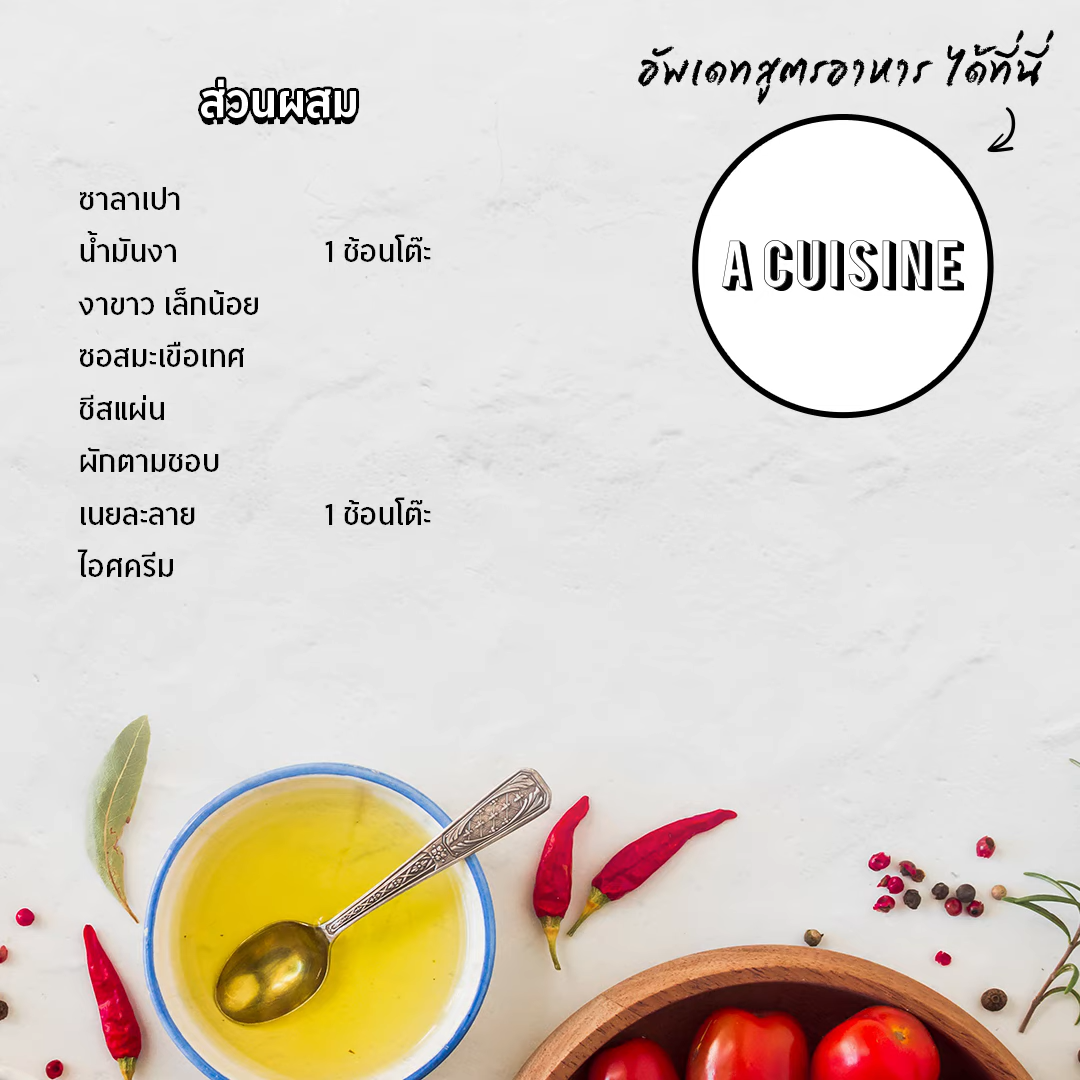 ส่วนผสม
ซาลาเปา
น้ำมันงา 1 ช้อนโต๊ะ
งาขาว เล็กน้อย
ซอสมะเขือเทศ
ชีสแผ่น
ผักตามชอบ
เนยละลาย 1 ช้อนโต๊ะ
ไอศครีม
อัพเดทสูตรอาหาร ได้ที่นี่
A CUISINE